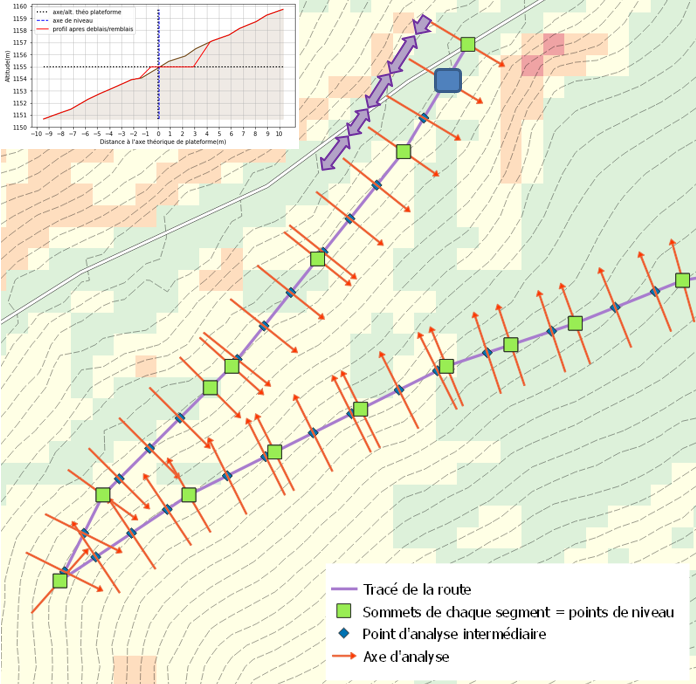 1160
1159
1158
1157
1156
1155
1154
1153
1152
1151
1150
Altitude(m)
axe/alt. théo plateforme
axe de niveau
profil apres deblais/remblais
−10 −9 −8 −7 −6 −5 −4 −3 −2 −1 0 1 2 3 4 5 6 7 8 9 10
Distance à l'axe théorique de plateforme(m)
Tracé de la route
Sommets de chaque segment = points de niveau
Point d'analyse intermédiaire
Axe d'analyse